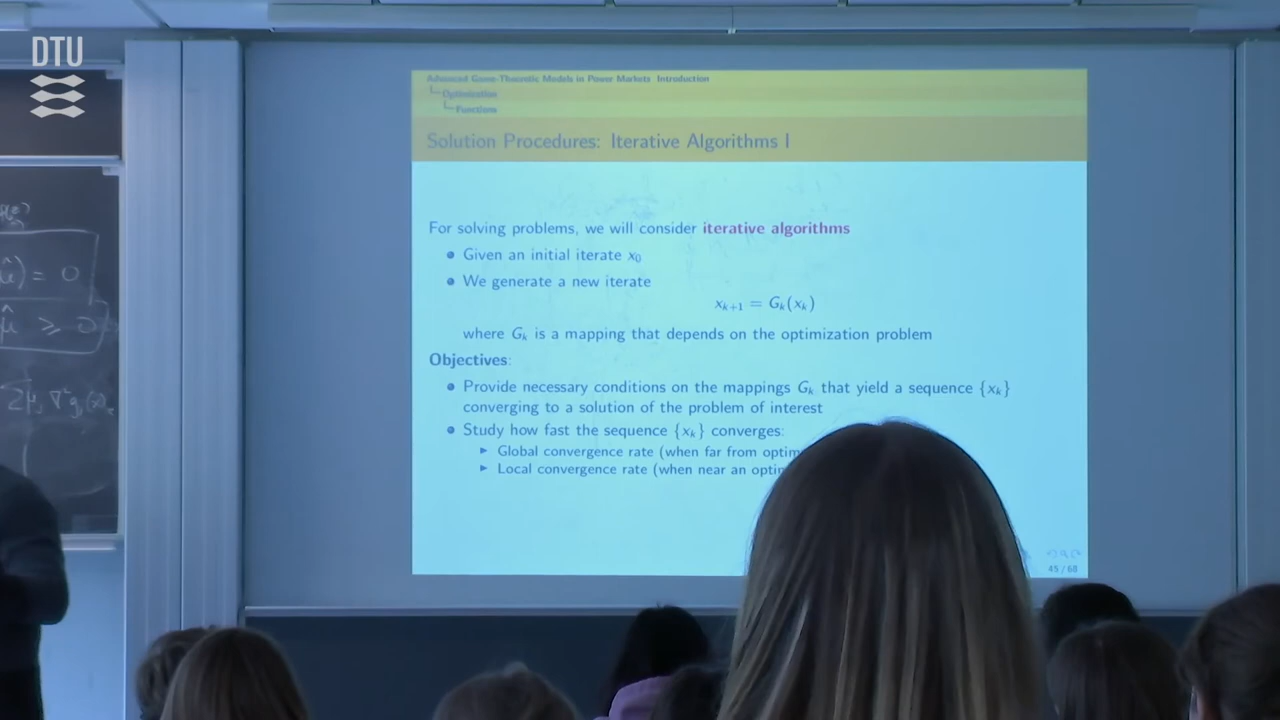 DTU
Advanced Game-Theoretic Models in Power Markets Introduction
Optimization
Functions
Solution Procedures: Iterative Algorithms I
For solving problems, we will consider iterative algorithms
• Given an initial iterate x₀
• We generate a new iterate
xₖ₊₁ = Gₖ(xₖ)
where Gₖ is a mapping that depends on the optimization problem
Objectives:
• Provide necessary conditions on the mappings Gₖ that yield a sequence {xₖ}
converging to a solution of the problem of interest
• Study how fast the sequence {xₖ} converges:
▶ Global convergence rate (when far from optim
▶ Local convergence rate (when near an optim
45 / 68
) = 0
⩾ 0